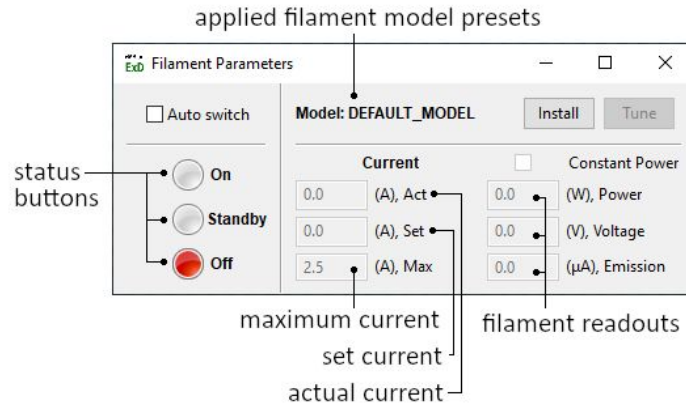 applied filament model presets
ExD Filament Parameters
Auto switch
Model: DEFAULT_MODEL
Install
Tune
status
buttons
On
Standby
Off
Current
Constant Power
0.0 (A), Act
0.0 (W), Power
0.0 (A), Set
0.0 (V), Voltage
2.5 (A), Max
0.0 (µA), Emission
maximum current
filament readouts
set current
actual current